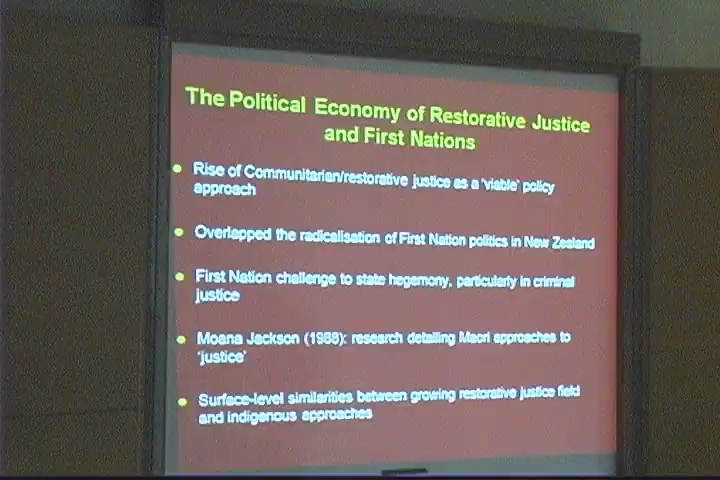 The Political Economy of Restorative Justice
and First Nations
Rise of Communitarian/restorative justice as a 'viable' policy
approach
Overlapped the radicalisation of First Nation politics in New Zealand
First Nation challenge to state hegemony, particularly in criminal
justice
Moana Jackson (1988): research detailing Maori approaches to
'justice'
Surface-level similarities between growing restorative justice field
and indigenous approaches